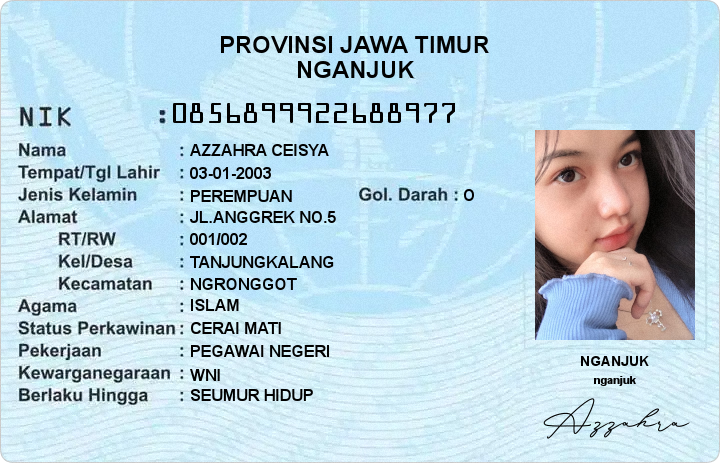 PROVINSI JAWA TIMUR
NGANJUK
NIK :0856899922688977
Nama : AZZAHRA CEISYA
Tempat/Tgl Lahir : 03-01-2003
Jenis Kelamin : PEREMPUAN Gol. Darah : O
Alamat : JL.ANGGREK NO.5
RT/RW : 001/002
Kel/Desa : TANJUNGKALANG
Kecamatan : NGRONGGOT
Agama : ISLAM
Status Perkawinan : CERAI MATI
Pekerjaan : PEGAWAI NEGERI
Kewarganegaraan : WNI
Berlaku Hingga : SEUMUR HIDUP
NGANJUK
nganjuk
Azzahra